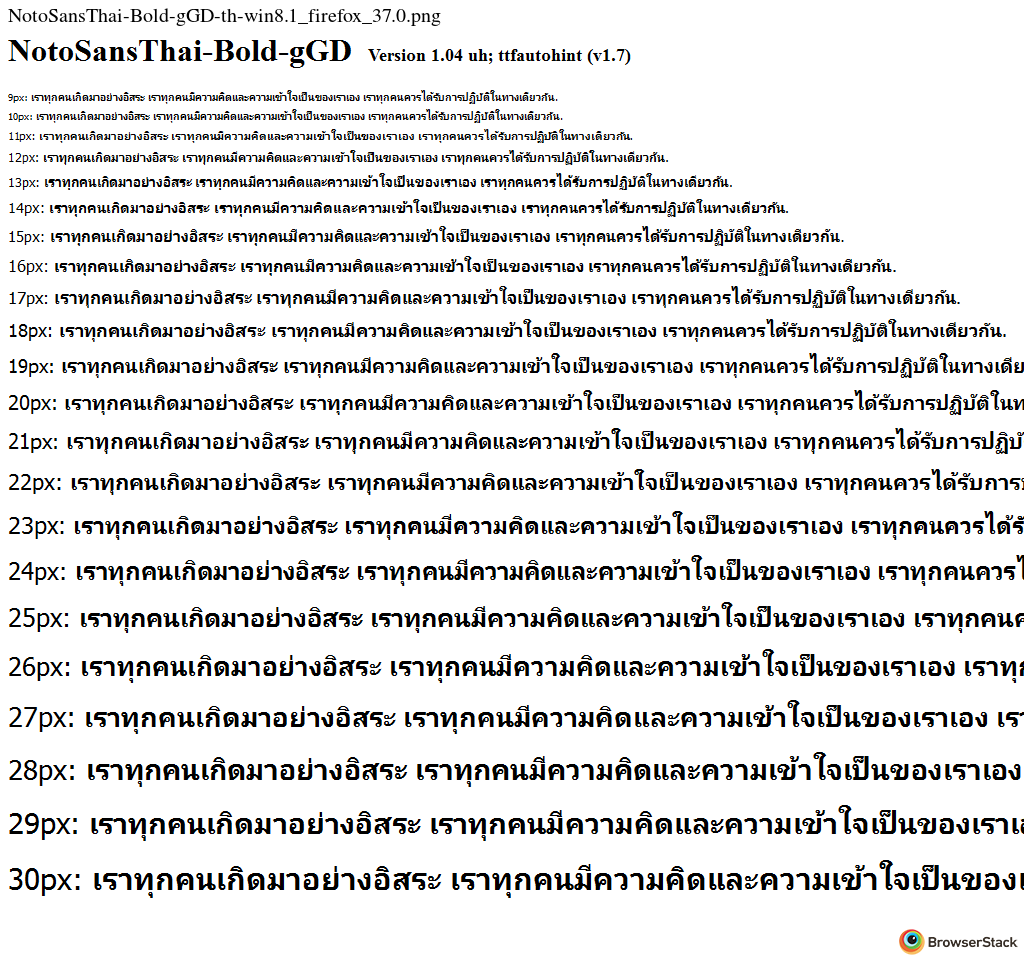 NotoSansThai-Bold-gGD-th-win8.1_firefox_37.0.png
NotoSansThai-Bold-gGD Version 1.04 uh; ttfautohint (v1.7)
9px: เราทุกคนเกิดมาอย่างอิสระ เราทุกคนมีความคิดและความเข้าใจเป็นของเราเอง เราทุกคนควรได้รับการปฏิบัติในทางเดียวกัน.
10px: เราทุกคนเกิดมาอย่างอิสระ เราทุกคนมีความคิดและความเข้าใจเป็นของเราเอง เราทุกคนควรได้รับการปฏิบัติในทางเดียวกัน.
11px: เราทุกคนเกิดมาอย่างอิสระ เราทุกคนมีความคิดและความเข้าใจเป็นของเราเอง เราทุกคนควรได้รับการปฏิบัติในทางเดียวกัน.
12px: เราทุกคนเกิดมาอย่างอิสระ เราทุกคนมีความคิดและความเข้าใจเป็นของเราเอง เราทุกคนควรได้รับการปฏิบัติในทางเดียวกัน.
13px: เราทุกคนเกิดมาอย่างอิสระ เราทุกคนมีความคิดและความเข้าใจเป็นของเราเอง เราทุกคนควรได้รับการปฏิบัติในทางเดียวกัน.
14px: เราทุกคนเกิดมาอย่างอิสระ เราทุกคนมีความคิดและความเข้าใจเป็นของเราเอง เราทุกคนควรได้รับการปฏิบัติในทางเดียวกัน.
15px: เราทุกคนเกิดมาอย่างอิสระ เราทุกคนมีความคิดและความเข้าใจเป็นของเราเอง เราทุกคนควรได้รับการปฏิบัติในทางเดียวกัน.
16px: เราทุกคนเกิดมาอย่างอิสระ เราทุกคนมีความคิดและความเข้าใจเป็นของเราเอง เราทุกคนควรได้รับการปฏิบัติในทางเดียวกัน.
17px: เราทุกคนเกิดมาอย่างอิสระ เราทุกคนมีความคิดและความเข้าใจเป็นของเราเอง เราทุกคนควรได้รับการปฏิบัติในทางเดียวกัน.
18px: เราทุกคนเกิดมาอย่างอิสระ เราทุกคนมีความคิดและความเข้าใจเป็นของเราเอง เราทุกคนควรได้รับการปฏิบัติในทางเดียวกัน.
19px: เราทุกคนเกิดมาอย่างอิสระ เราทุกคนมีความคิดและความเข้าใจเป็นของเราเอง เราทุกคนควรได้รับการปฏิบัติในทางเดีย
20px: เราทุกคนเกิดมาอย่างอิสระ เราทุกคนมีความคิดและความเข้าใจเป็นของเราเอง เราทุกคนควรได้รับการปฏิบัติในท
21px: เราทุกคนเกิดมาอย่างอิสระ เราทุกคนมีความคิดและความเข้าใจเป็นของเราเอง เราทุกคนควรได้รับการปฏิบั
22px: เราทุกคนเกิดมาอย่างอิสระ เราทุกคนมีความคิดและความเข้าใจเป็นของเราเอง เราทุกคนควรได้รับการ
23px: เราทุกคนเกิดมาอย่างอิสระ เราทุกคนมีความคิดและความเข้าใจเป็นของเราเอง เราทุกคนควรได้รั
24px: เราทุกคนเกิดมาอย่างอิสระ เราทุกคนมีความคิดและความเข้าใจเป็นของเราเอง เราทุกคนควรไ
25px: เราทุกคนเกิดมาอย่างอิสระ เราทุกคนมีความคิดและความเข้าใจเป็นของเราเอง เราทุกคนค
26px: เราทุกคนเกิดมาอย่างอิสระ เราทุกคนมีความคิดและความเข้าใจเป็นของเราเอง เราทุก
27px: เราทุกคนเกิดมาอย่างอิสระ เราทุกคนมีความคิดและความเข้าใจเป็นของเราเอง เรา
28px: เราทุกคนเกิดมาอย่างอิสระ เราทุกคนมีความคิดและความเข้าใจเป็นของเราเอง
29px: เราทุกคนเกิดมาอย่างอิสระ เราทุกคนมีความคิดและความเข้าใจเป็นของเราเ
30px: เราทุกคนเกิดมาอย่างอิสระ เราทุกคนมีความคิดและความเข้าใจเป็นของเ
BrowserStack